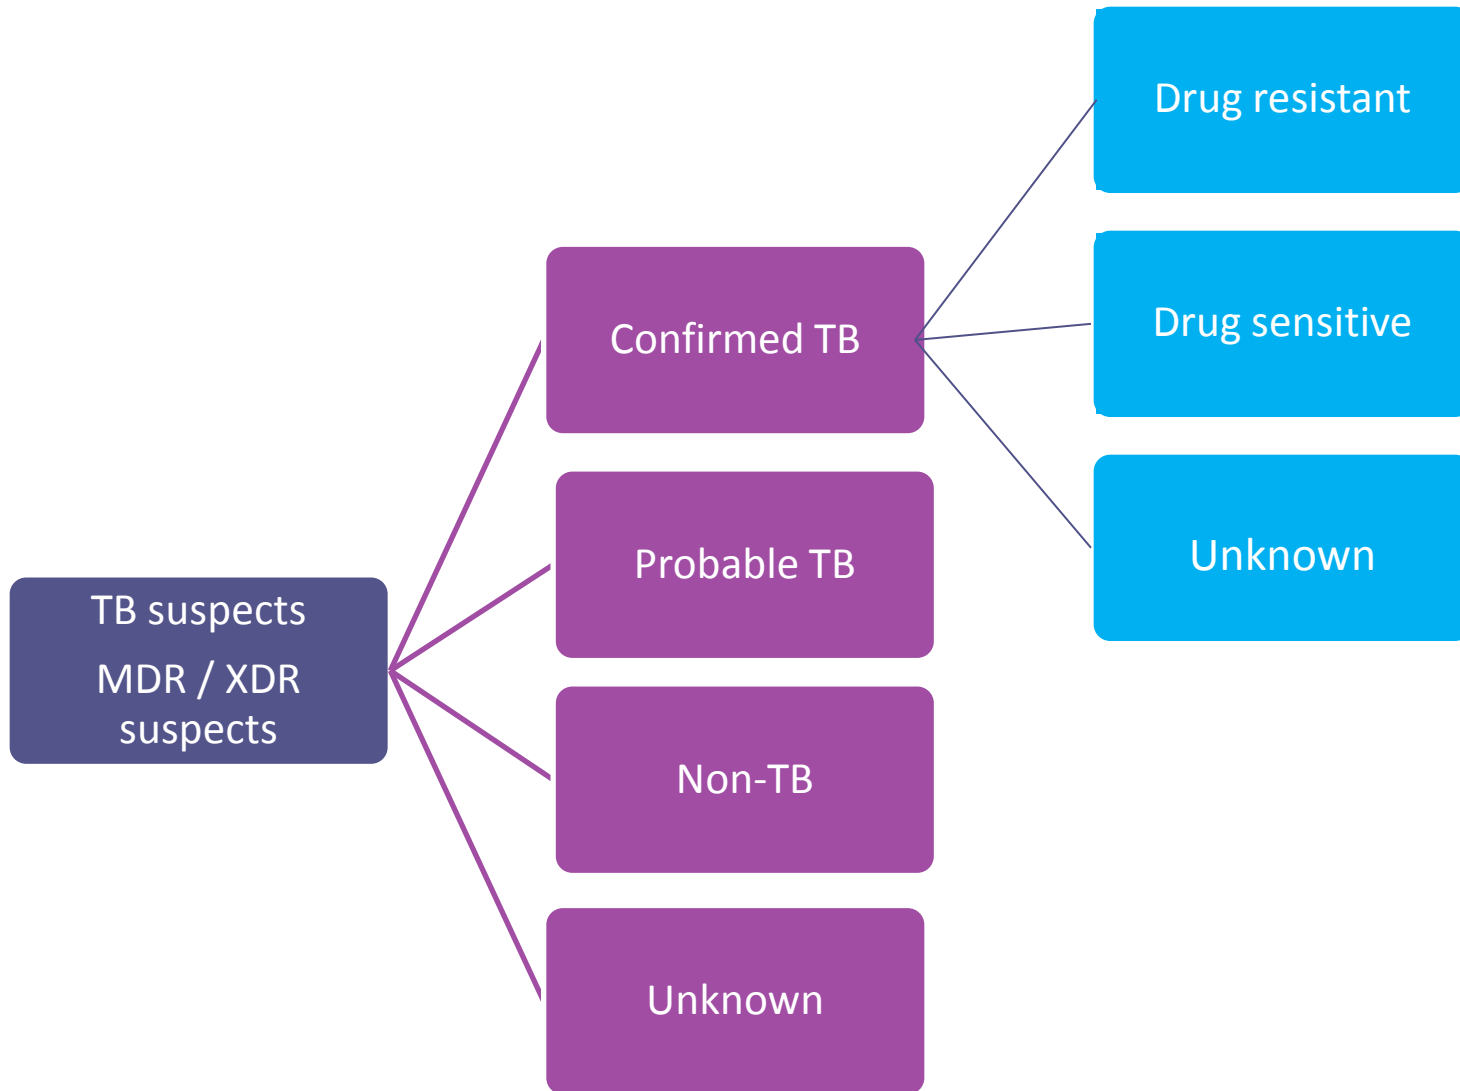 TB suspects
MDR / XDR
suspects
Confirmed TB
Probable TB
Non-TB
Unknown
Drug resistant
Drug sensitive
Unknown